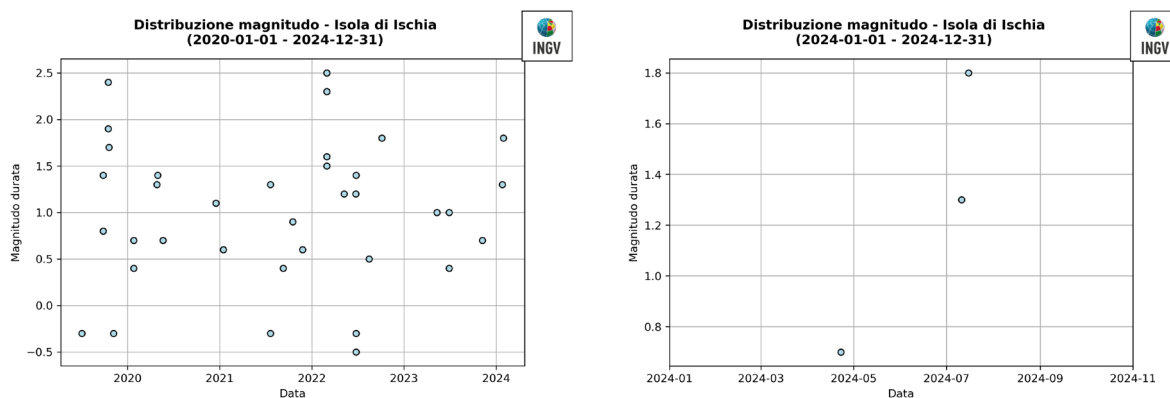 Distribuzione magnitudo - Isola di Ischia
(2020-01-01 - 2024-12-31)
INGV
2.5
2.0
1.5
1.0
0.5
0.0
−0.5
Magnitudo durata
2020 2021 2022 2023 2024
Data
Distribuzione magnitudo - Isola di Ischia
(2024-01-01 - 2024-12-31)
INGV
1.8
1.6
1.4
1.2
1.0
0.8
Magnitudo durata
2024-01 2024-03 2024-05 2024-07 2024-09 2024-11
Data